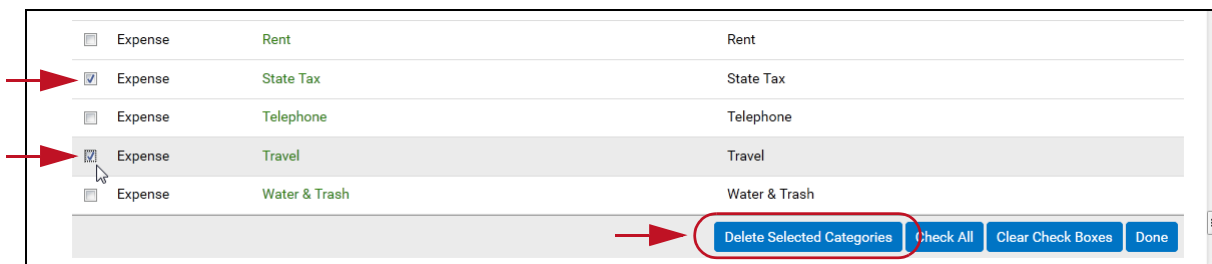 Expense Rent Rent
Expense State Tax State Tax
Expense Telephone Telephone
Expense Travel Travel
Expense Water & Trash Water & Trash
Delete Selected Categories Check All Clear Check Boxes Done